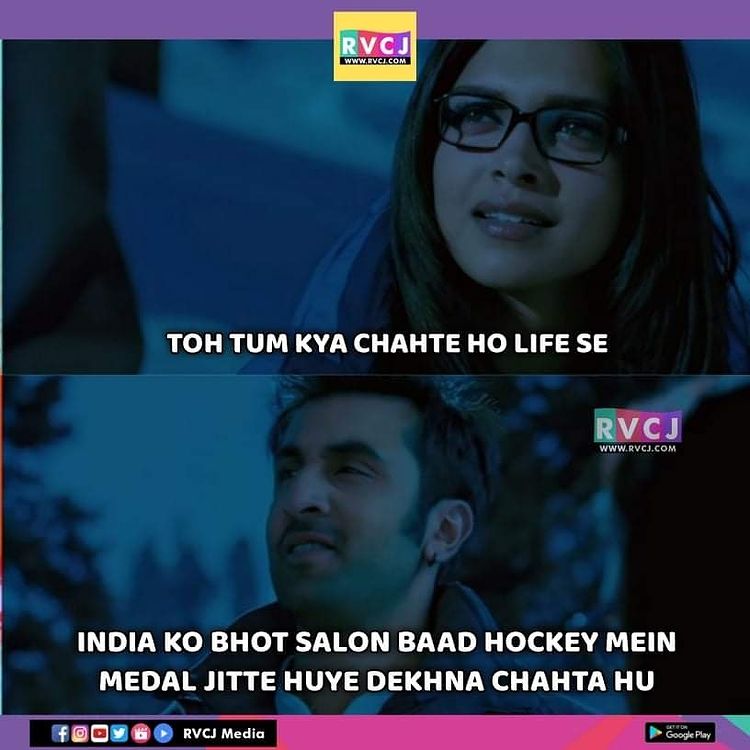 RVCJ
WWW.RVCJ.COM
TOH TUM KYA CHAHTE HO LIFE SE
RVCJ
WWW.RVCJ.COM
INDIA KO BHOT SALON BAAD HOCKEY MEIN
MEDAL JITTE HUYE DEKHNA CHAHTA HU
RVCJ Media
GET IT ON
Google Play